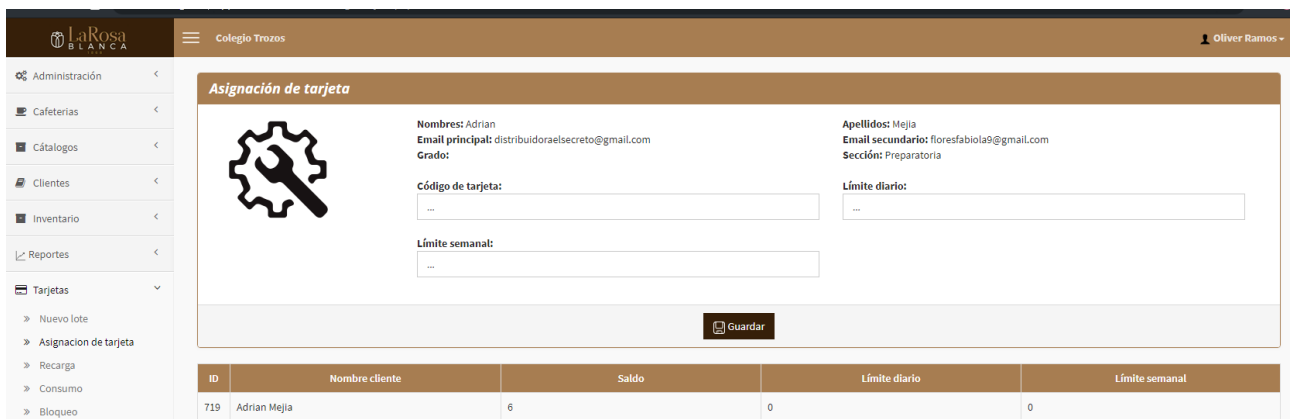 LaRosa
BLANCA
Colegio Trozos
Oliver Ramos
Administración
Cafeterias
Cátalogos
Clientes
Inventario
Reportes
Tarjetas
Nuevo lote
Asignacion de tarjeta
Recarga
Consumo
Bloqueo
Asignación de tarjeta
Nombres: Adrian
Email principal: distribuidoraelsecreto@gmail.com
Grado:
Apellidos: Mejia
Email secundario: floresfabiola9@gmail.com
Sección: Preparatoria
Código de tarjeta:
...
Límite diario:
...
Límite semanal:
...
Guardar
ID Nombre cliente Saldo Límite diario Límite semanal
719 Adrian Mejia 6 0 0